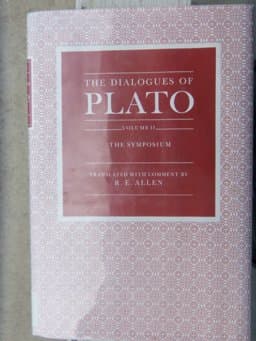 THE DIALOGUES OF
PLATO
VOLUME II
THE SYMPOSIUM
TRANSLATED WITH COMMENT BY
R. E. ALLEN